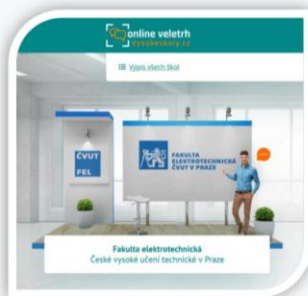 online veletrh
vysokeskoly.cz
Výpis všech škol
ČVUT
FEL
FAKULTA
ELEKTROTECHNICKÁ
ČVUT V PRAZE
Fakulta elektrotechnická
České vysoké učení technické v Praze